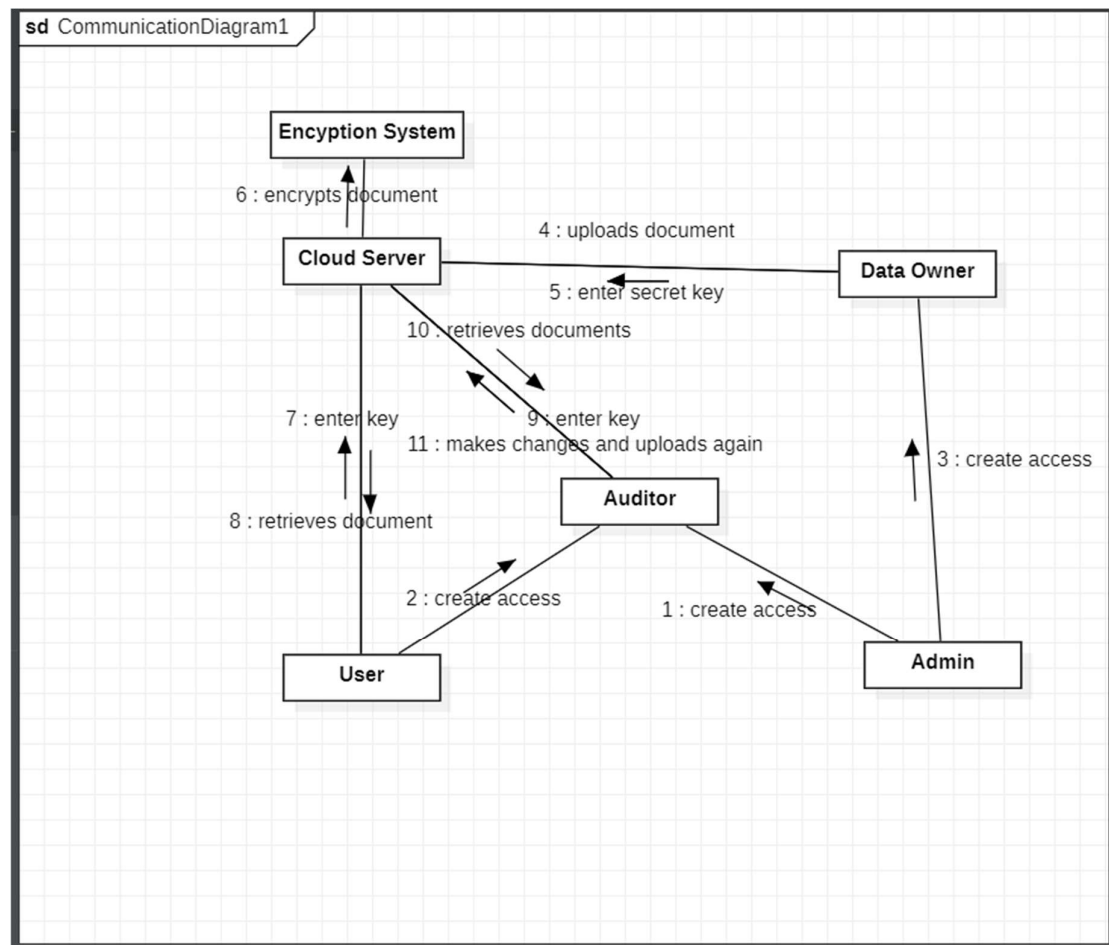 sd CommunicationDiagram1
Encyption System
6 : encrypts document
4 : uploads document
Cloud Server
Data Owner
5 : enter secret key
10 : retrieves documents
7 : enter key
9 : enter key
11 : makes changes and uploads again
3 : create access
Auditor
8 : retrieves document
2 : create access
1 : create access
User
Admin